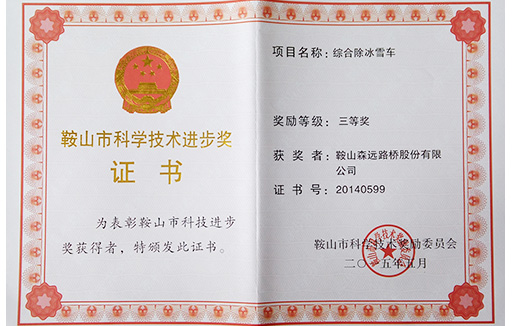 鞍山市科学技术进步奖
证书
为表彰鞍山市科技进步
奖获得者，特颁发此证书。
项目名称：综合除冰雪车
奖励等级：三等奖
获奖者：鞍山森远路桥股份有限
公司
证书号：20140599
鞍山市科学技术奖励委员会
二〇一五年五月